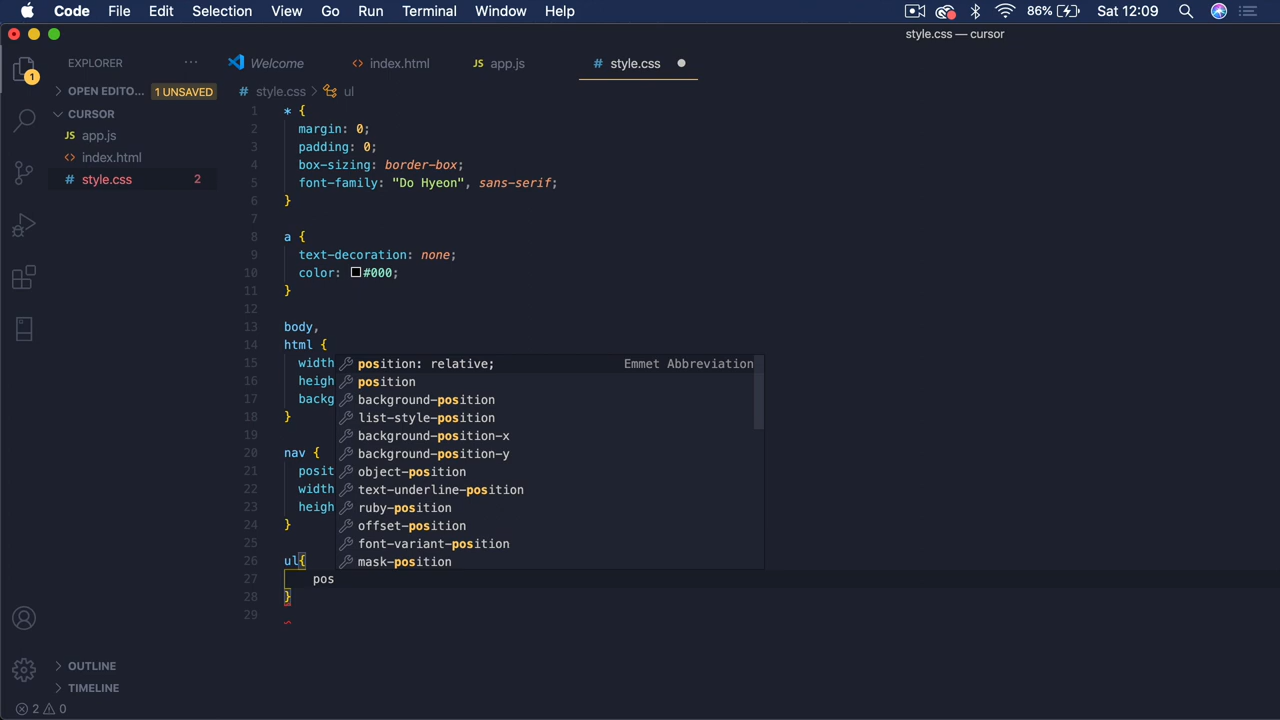 Code File Edit Selection View Go Run Terminal Window Help 86% Sat 12:09
style.css — cursor
EXPLORER ... Welcome <> index.html JS app.js # style.css
1
OPEN EDITO... 1 UNSAVED # style.css > ul
CURSOR
JS app.js
<> index.html
# style.css 2
1 * {
2 margin: 0;
3 padding: 0;
4 box-sizing: border-box;
5 font-family: "Do Hyeon", sans-serif;
6 }
7
8 a {
9 text-decoration: none;
10 color: #000;
11 }
12
13 body,
14 html {
15 width
16 heigh
17 backg
18 }
19
20 nav {
21 posit
22 width
23 heigh
24 }
25
26 ul{
27 pos
28 }
29
position: relative; Emmet Abbreviation
position
background-position
list-style-position
background-position-x
background-position-y
object-position
text-underline-position
ruby-position
offset-position
font-variant-position
mask-position
OUTLINE
TIMELINE
2 0